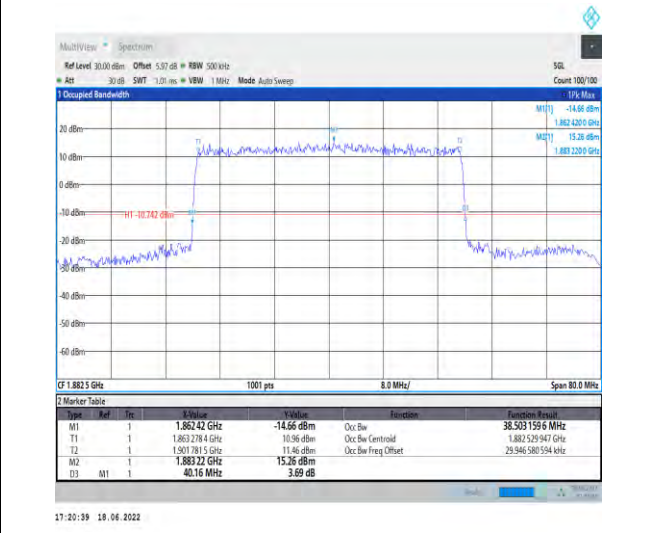 MultiView Spectrum
Ref Level 30.00 dBm Offset 5.97 dB RBW 500 kHz SGL
Att 30 dB SWT 1.01 ms VBW 1 MHz Mode Auto Sweep Count 100/100
1 Occupied Bandwidth 1Pk Max
M1[1] -14.66 dBm
1.862 420 0 GHz
M2[1] 15.26 dBm
1.883 220 0 GHz
20 dBm
T1 M2 T2
10 dBm
0 dBm
-10 dBm
H1 -10.742 dBm
-20 dBm
-30 dBm
-40 dBm
-50 dBm
-60 dBm
CF 1.882 5 GHz 1001 pts 8.0 MHz/ Span 80.0 MHz
2 Marker Table
Type Ref Trc X-Value Y-Value Function Function Result
M1 1 1.862 42 GHz -14.66 dBm Occ Bw 38.503 159 6 MHz
T1 1 1.863 278 4 GHz 10.96 dBm Occ Bw Centroid 1.882 529 947 GHz
T2 1 1.901 781 5 GHz 11.46 dBm Occ Bw Freq Offset 29.946 580 594 kHz
M2 1 1.883 22 GHz 15.26 dBm
D3 M1 1 40.16 MHz 3.69 dB
17:20:39 18.06.2022